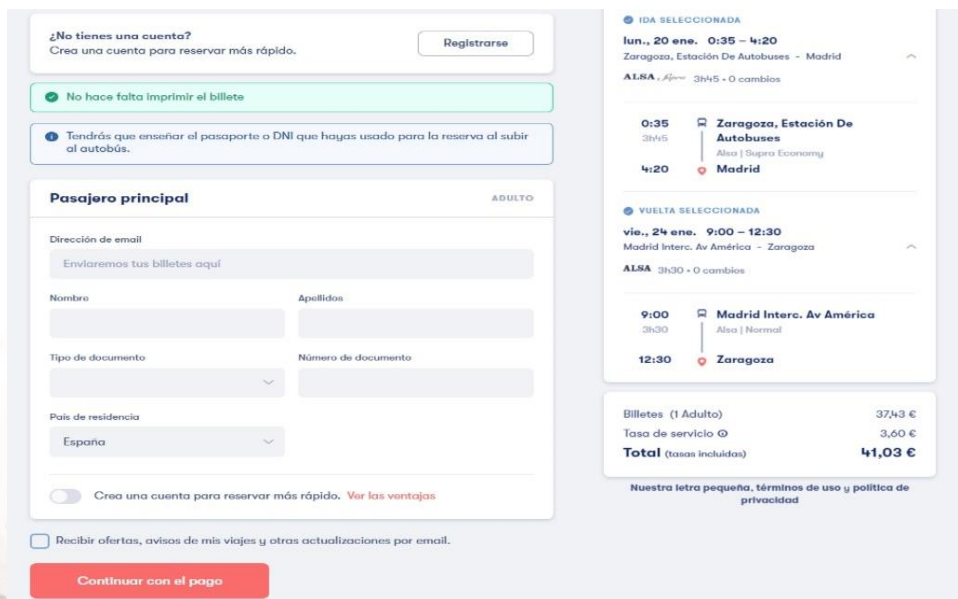 ¿No tienes una cuenta?
Crea una cuenta para reservar más rápido.
Registrarse
No hace falta imprimir el billete
Tendrás que enseñar el pasaporte o DNI que hayas usado para la reserva al subir
al autobús.
Pasajero principal
ADULTO
Dirección de email
Enviaremos tus billetes aquí
Nombre
Apellidos
Tipo de documento
Número de documento
País de residencia
España
Crea una cuenta para reservar más rápido. Ver las ventajas
Recibir ofertas, avisos de mis viajes y otras actualizaciones por email.
Continuar con el pago
IDA SELECCIONADA
lun., 20 ene. 0:35 – 4:20
Zaragoza, Estación De Autobuses - Madrid
ALSA, 3h45 • 0 cambios
0:35 Zaragoza, Estación De
3h45 Autobuses
Alsa | Supra Economy
4:20 Madrid
VUELTA SELECCIONADA
vie., 24 ene. 9:00 – 12:30
Madrid Interc. Av América - Zaragoza
ALSA 3h30 • 0 cambios
9:00 Madrid Interc. Av América
3h30 Alsa | Normal
12:30 Zaragoza
Billetes (1 Adulto) 37,43 €
Tasa de servicio 3,60 €
Total (tasas incluidas) 41,03 €
Nuestra letra pequeña, términos de uso y política de
privacidad